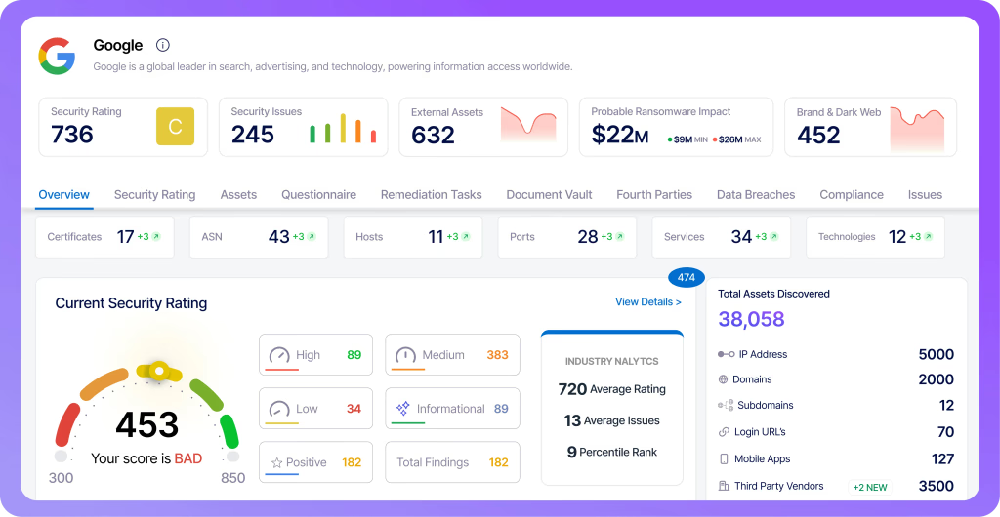 Google
Google is a global leader in search, advertising, and technology, powering information access worldwide.
Security Rating
736
C
Security Issues
245
External Assets
632
Probable Ransomware Impact
$22M
$9M MIN
$26M MAX
Brand & Dark Web
452
Overview Security Rating Assets Questionnaire Remediation Tasks Document Vault Fourth Parties Data Breaches Compliance Issues
Certificates 17 +3
ASN 43 +3
Hosts 11 +3
Ports 28 +3
Services 34 +3
Technologies 12 +3
474
Current Security Rating
View Details >
453
Your score is BAD
300
850
High 89
Medium 383
Low 34
Informational 89
Positive 182
Total Findings 182
INDUSTRY NALYTCS
720 Average Rating
13 Average Issues
9 Percentile Rank
Total Assets Discovered
38,058
IP Address 5000
Domains 2000
Subdomains 12
Login URL's 70
Mobile Apps 127
Third Party Vendors +2 NEW 3500